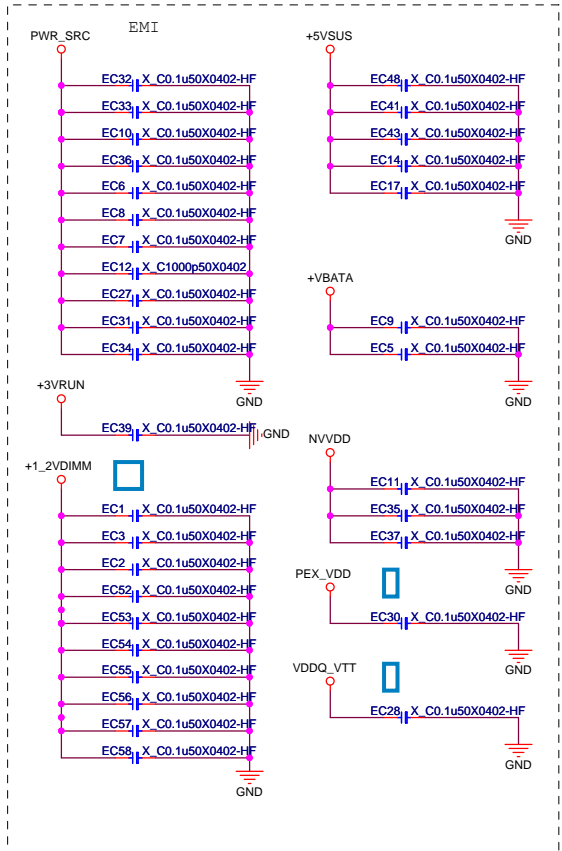 EMI
PWR_SRC
EC32 X_C0.1u50X0402-HF
EC33 X_C0.1u50X0402-HF
EC10 X_C0.1u50X0402-HF
EC36 X_C0.1u50X0402-HF
EC6 X_C0.1u50X0402-HF
EC8 X_C0.1u50X0402-HF
EC7 X_C0.1u50X0402-HF
EC12 X_C1000p50X0402
EC27 X_C0.1u50X0402-HF
EC31 X_C0.1u50X0402-HF
EC34 X_C0.1u50X0402-HF
GND
+3VRUN
EC39 X_C0.1u50X0402-HF
GND
+1_2VDIMM
EC1 X_C0.1u50X0402-HF
EC3 X_C0.1u50X0402-HF
EC2 X_C0.1u50X0402-HF
EC52 X_C0.1u50X0402-HF
EC53 X_C0.1u50X0402-HF
EC54 X_C0.1u50X0402-HF
EC55 X_C0.1u50X0402-HF
EC56 X_C0.1u50X0402-HF
EC57 X_C0.1u50X0402-HF
EC58 X_C0.1u50X0402-HF
GND
+5VSUS
EC48 X_C0.1u50X0402-HF
EC41 X_C0.1u50X0402-HF
EC43 X_C0.1u50X0402-HF
EC14 X_C0.1u50X0402-HF
EC17 X_C0.1u50X0402-HF
GND
+VBATA
EC9 X_C0.1u50X0402-HF
EC5 X_C0.1u50X0402-HF
GND
NVVDD
EC11 X_C0.1u50X0402-HF
EC35 X_C0.1u50X0402-HF
EC37 X_C0.1u50X0402-HF
GND
PEX_VDD
EC30 X_C0.1u50X0402-HF
GND
VDDQ_VTT
EC28 X_C0.1u50X0402-HF
GND